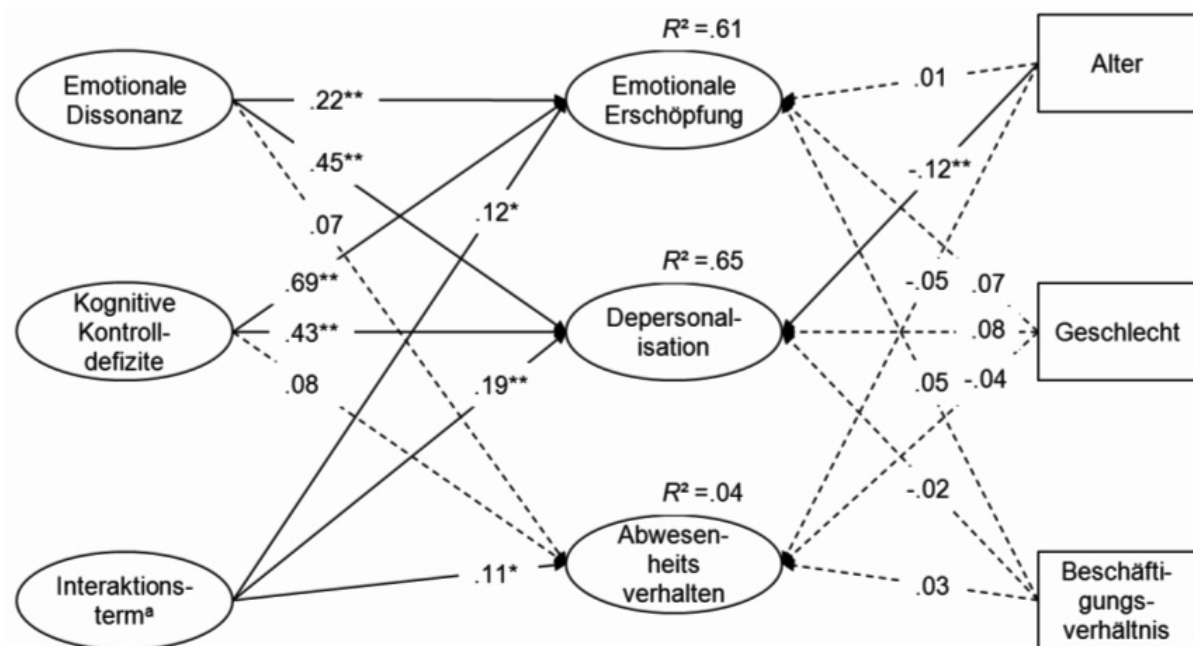 R² =.61
Emotionale
Dissonanz
.22**
Emotionale
Erschöpfung
.01
Alter
.45**
-.12**
.12*
.07
R² =.65
.69**
-.05
.07
Kognitive
Kontroll-
defizite
.43**
Depersonal-
isation
.08
Geschlecht
.08
.19**
.05
-.04
R² =.04
-.02
Interaktions-
termª
.11*
Abwesen-
heits
verhalten
.03
Beschäfti-
gungs-
verhältnis